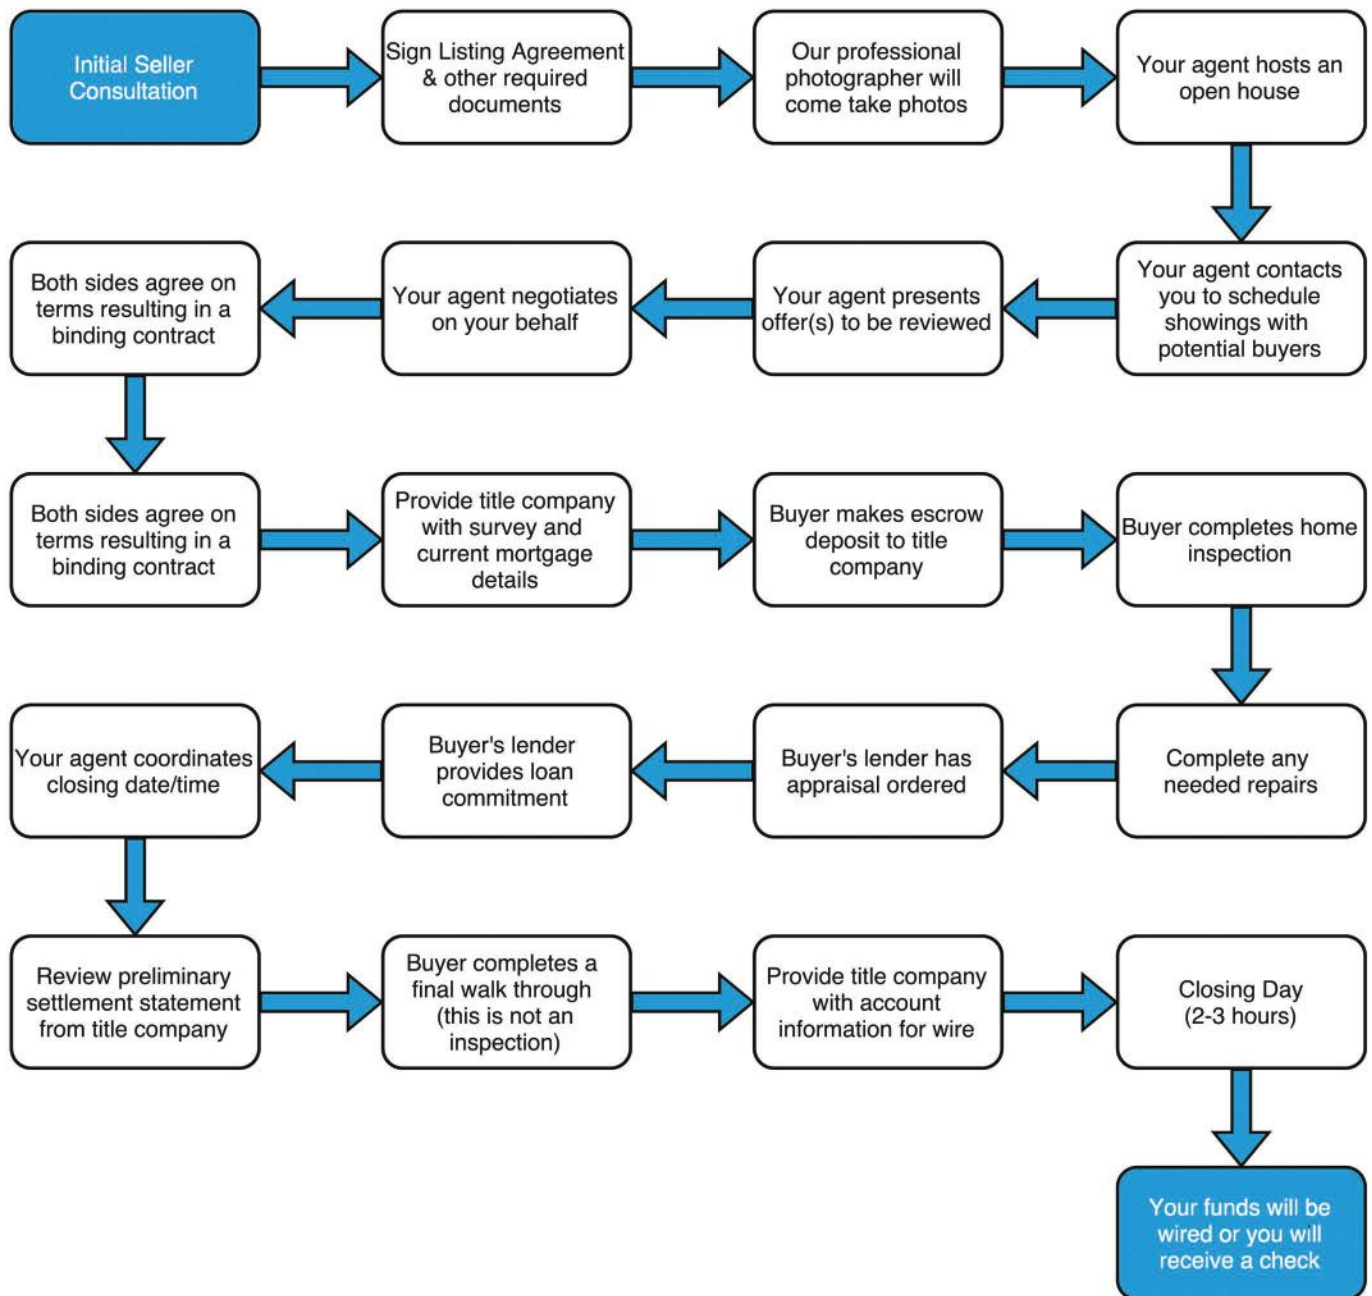 Initial Seller
Consultation
Sign Listing Agreement
& other required
documents
Our professional
photographer will
come take photos
Your agent hosts an
open house
Your agent contacts
you to schedule
showings with
potential buyers
Your agent presents
offer(s) to be reviewed
Your agent negotiates
on your behalf
Both sides agree on
terms resulting in a
binding contract
Both sides agree on
terms resulting in a
binding contract
Provide title company
with survey and
current mortgage
details
Buyer makes escrow
deposit to title
company
Buyer completes home
inspection
Complete any
needed repairs
Buyer's lender has
appraisal ordered
Buyer's lender
provides loan
commitment
Your agent coordinates
closing date/time
Review preliminary
settlement statement
from title company
Buyer completes a
final walk through
(this is not an
inspection)
Provide title company
with account
information for wire
Closing Day
(2-3 hours)
Your funds will be
wired or you will
receive a check